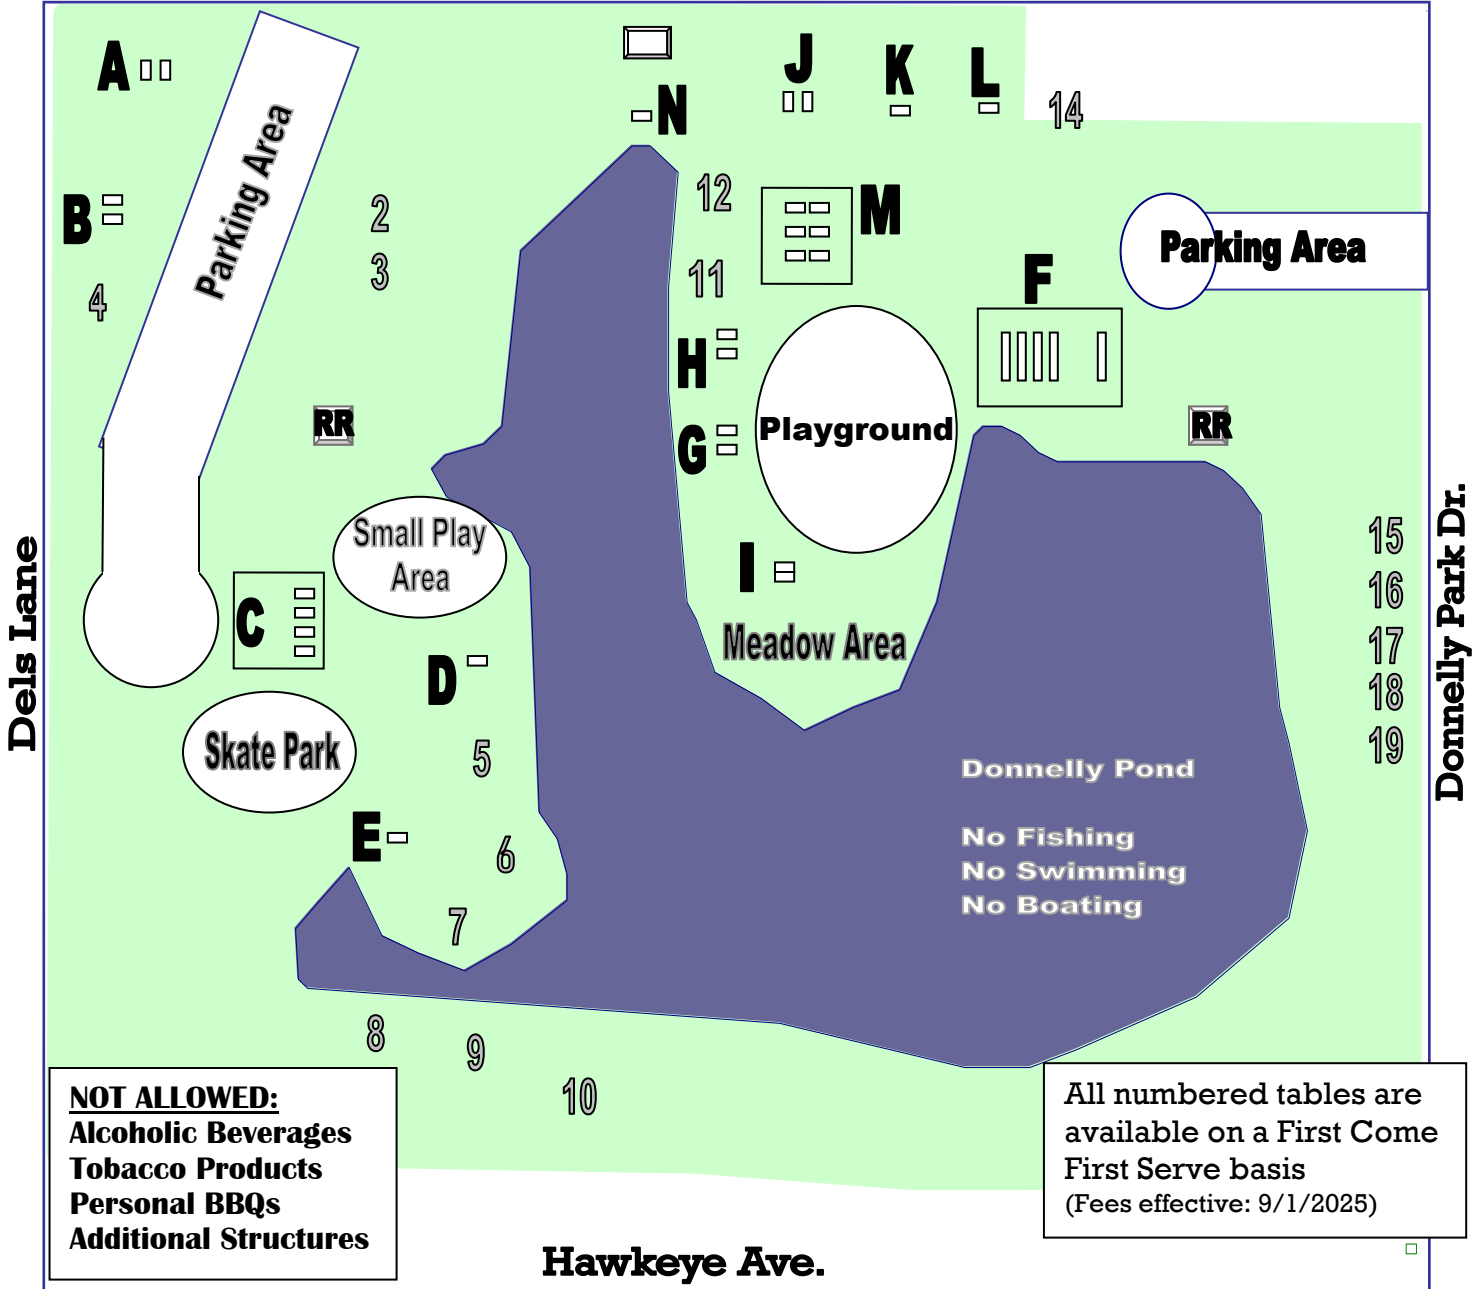 A
J
K
L
N
14
Parking Area
B
2
12
M
3
11
F
Parking Area
4
H
RR
G
Playground
RR
Small Play
Area
15
I
16
C
Meadow Area
17
D
18
Dels Lane
Donnelly Park Dr.
Skate Park
5
19
Donnelly Pond
E
6
No Fishing
No Swimming
No Boating
7
8
9
10
NOT ALLOWED:
Alcoholic Beverages
Tobacco Products
Personal BBQs
Additional Structures
All numbered tables are
available on a First Come
First Serve basis
(Fees effective: 9/1/2025)
Hawkeye Ave.